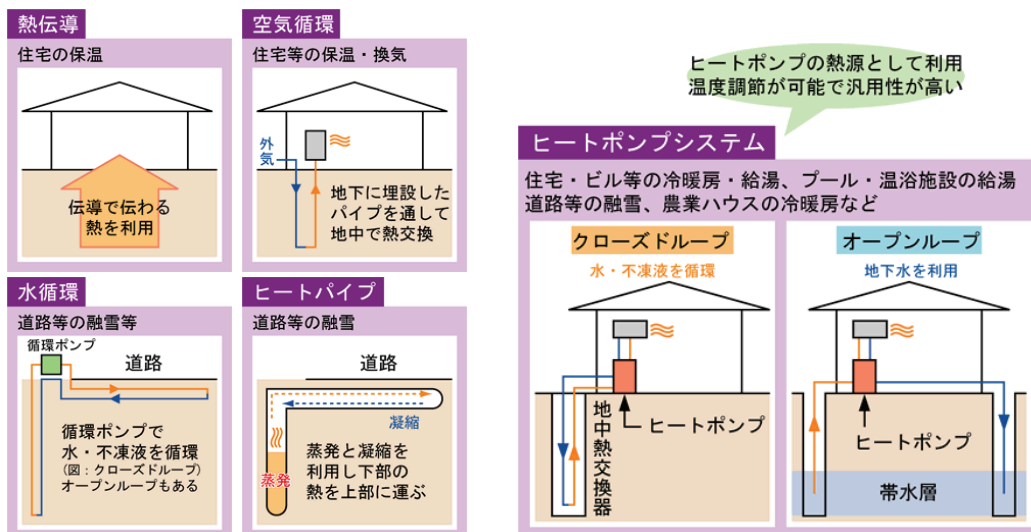 熱伝導
住宅の保温
伝導で伝わる
熱を利用
空気循環
住宅等の保温・換気
外気
地下に埋設した
パイプを通して
地中で熱交換
水循環
道路等の融雪等
循環ポンプ
道路
循環ポンプで
水・不凍液を循環
(図:クローズドループ)
オープンループもある
ヒートパイプ
道路等の融雪
道路
凝縮
蒸発と凝縮を
利用し下部の
熱を上部に運ぶ
蒸発
ヒートポンプの熱源として利用
温度調節が可能で汎用性が高い
ヒートポンプシステム
住宅・ビル等の冷暖房・給湯、プール・温浴施設の給湯
道路等の融雪、農業ハウスの冷暖房など
クローズドループ
水・不凍液を循環
地中熱交換器
ヒートポンプ
オープンループ
地下水を利用
ヒートポンプ
帯水層